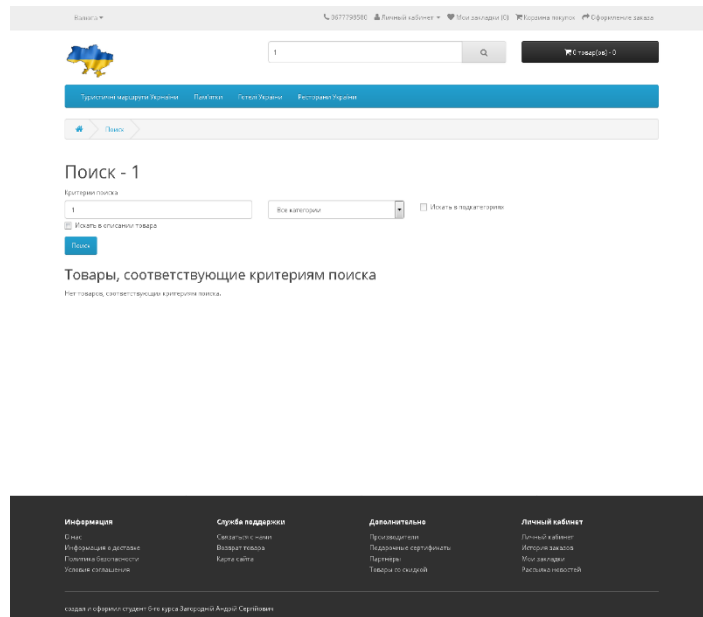 Валюта
0677798580 Личный кабинет Мои закладки (0) Корзина покупок Оформление заказа
1
0 товар(ов) - 0
Туристичні маршрути України Пам'ятки Готелі України Ресторани України
Поиск
Поиск - 1
Критерии поиска
1 Все категории Искать в подкатегориях
Искать в описании товара
Поиск
Товары, соответствующие критериям поиска
Нет товаров, соответствующих критериям поиска.
Информация
О нас
Информация о доставке
Политика безопасности
Условия соглашения
Служба поддержки
Связаться с нами
Возврат товара
Карта сайта
Дополнительно
Производители
Подарочные сертификаты
Партнёры
Товары со скидкой
Личный кабинет
Личный кабинет
История заказов
Мои закладки
Рассылка новостей
создал и оформил студент 6-го курса Загородній Андрій Сергійович